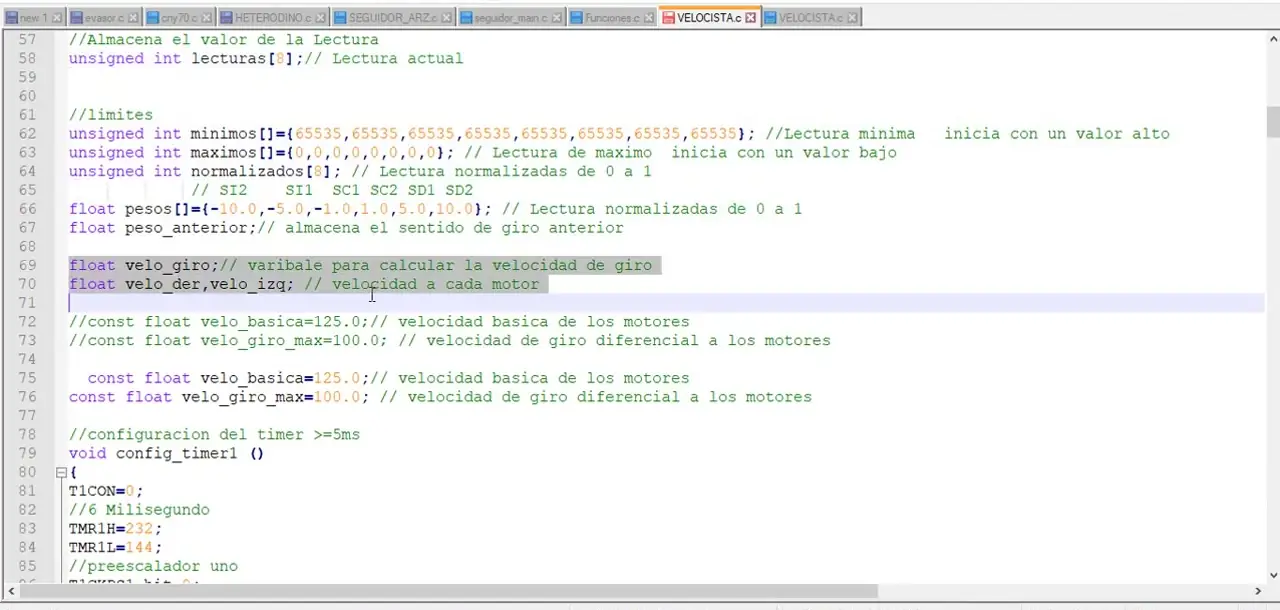 new 1 evasor.c cny70.c HETERODINO.c SEGUIDOR_ARZ.c seguidor_main.c Funciones.c VELOCISTA.c VELOCISTA.c
57 //Almacena el valor de la Lectura
58 unsigned int lecturas[8];// Lectura actual
59
60
61 //limites
62 unsigned int minimos[]={65535,65535,65535,65535,65535,65535,65535,65535}; //Lectura minima   inicia con un valor alto
63 unsigned int maximos[]={0,0,0,0,0,0,0,0}; // Lectura de maximo  inicia con un valor bajo
64 unsigned int normalizados[8]; // Lectura normalizadas de 0 a 1
65 // SI2    SI1  SC1 SC2 SD1 SD2
66 float pesos[]={-10.0,-5.0,-1.0,1.0,5.0,10.0}; // Lectura normalizadas de 0 a 1
67 float peso_anterior;// almacena el sentido de giro anterior
68
69 float velo_giro;// varibale para calcular la velocidad de giro
70 float velo_der,velo_izq; // velocidad a cada motor
71
72 //const float velo_basica=125.0;// velocidad basica de los motores
73 //const float velo_giro_max=100.0; // velocidad de giro diferencial a los motores
74
75 const float velo_basica=125.0;// velocidad basica de los motores
76 const float velo_giro_max=100.0; // velocidad de giro diferencial a los motores
77
78 //configuracion del timer >=5ms
79 void config_timer1 ()
80 {
81 T1CON=0;
82 //6 Milisegundo
83 TMR1H=232;
84 TMR1L=144;
85 //preescalador uno